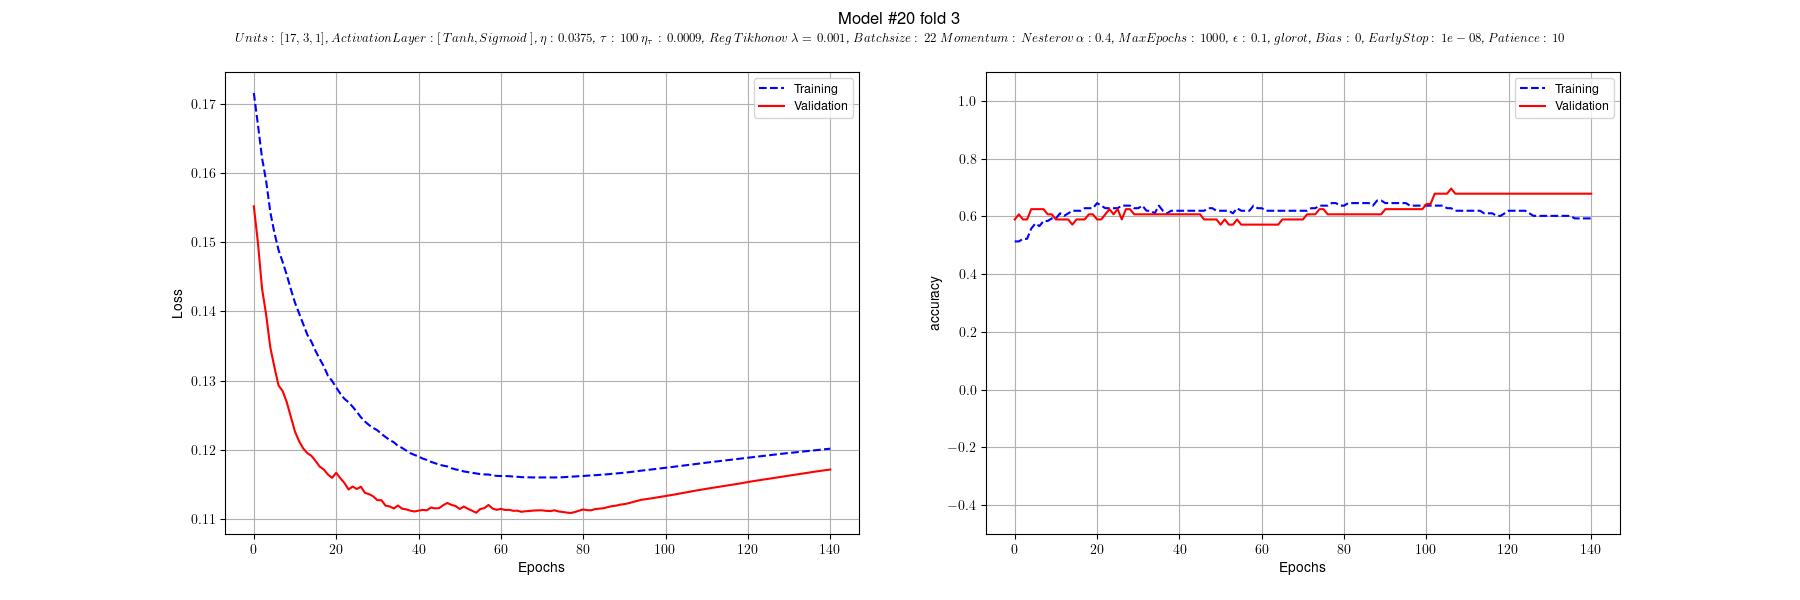 Model #20 fold 3
Units : [17, 3, 1], ActivationLayer : [ Tanh, Sigmoid ], η : 0.0375, τ : 100 ητ : 0.0009, Reg Tikhonov λ = 0.001, Batchsize : 22 Momentum : Nesterov α : 0.4, MaxEpochs : 1000, ϵ : 0.1, glorot, Bias : 0, EarlyStop : 1e − 08, Patience : 10
Training
Validation
0.17
0.16
0.15
0.14
0.13
0.12
0.11
Loss
0 20 40 60 80 100 120 140
Epochs
Training
Validation
1.0
0.8
0.6
0.4
0.2
0.0
−0.2
−0.4
accuracy
0 20 40 60 80 100 120 140
Epochs